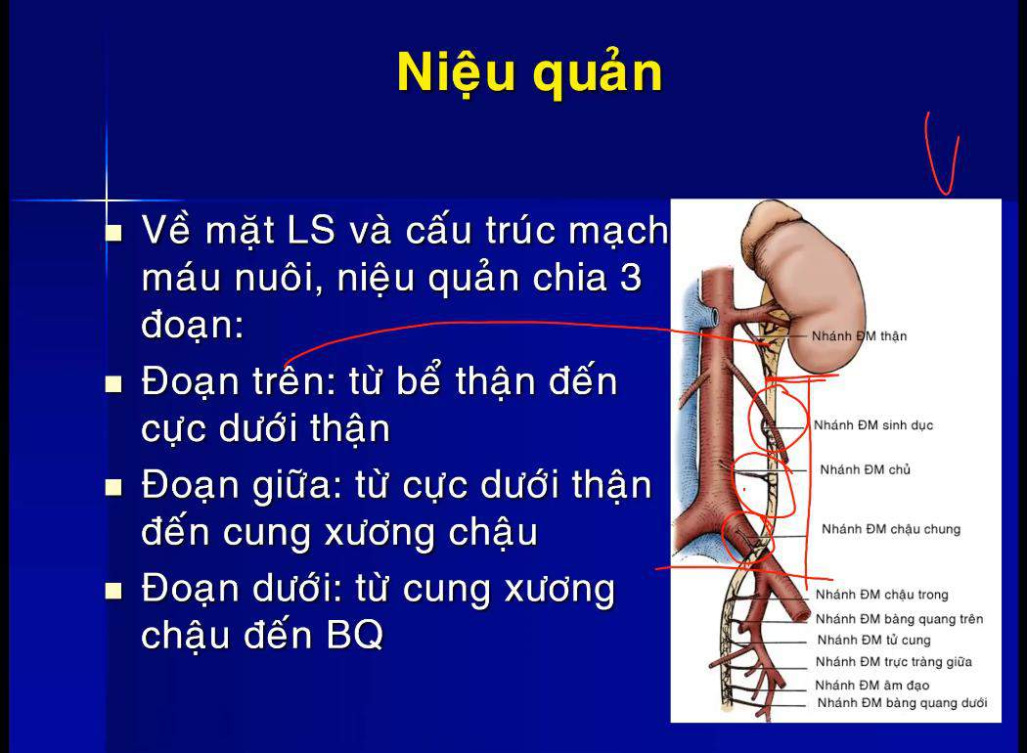 Niệu quản
Về mặt LS và cấu trúc mạch
máu nuôi, niệu quản chia 3
đoạn:
Đoạn trên: từ bể thận đến
cực dưới thận
Đoạn giữa: từ cực dưới thận
đến cung xương chậu
Đoạn dưới: từ cung xương
chậu đến BQ
Nhánh ĐM thận
Nhánh ĐM sinh dục
Nhánh ĐM chủ
Nhánh ĐM chậu chung
Nhánh ĐM chậu trong
Nhánh ĐM bàng quang trên
Nhánh ĐM tử cung
Nhánh ĐM trực tràng giữa
Nhánh ĐM âm đạo
Nhánh ĐM bàng quang dưới